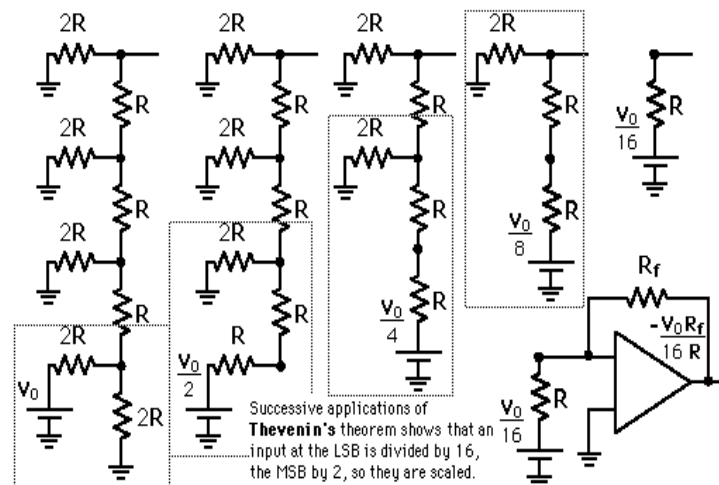 2R 2R 2R 2R
R R R R R
V0/16
2R 2R 2R
R R R R
V0/8
2R 2R
R R R
V0/4
Rf
2R R
V0 V0/2
2R
-V0Rf/16 R
V0/16 R
Successive applications of
Thevenin's theorem shows that an
input at the LSB is divided by 16,
the MSB by 2, so they are scaled.